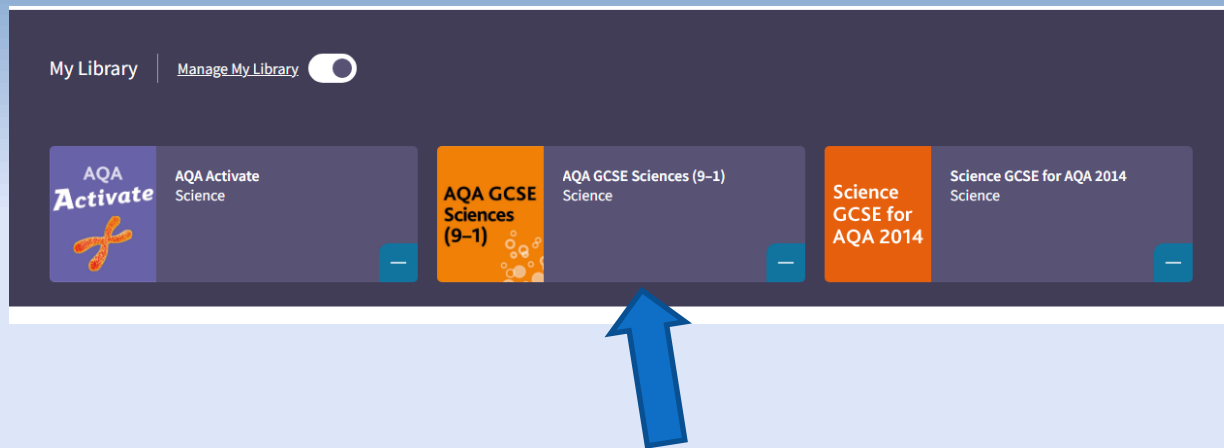 My Library
Manage My Library
AQA
Activate
AQA Activate
Science
AQA GCSE
Sciences
(9–1)
AQA GCSE Sciences (9–1)
Science
Science
GCSE for
AQA 2014
Science GCSE for AQA 2014
Science